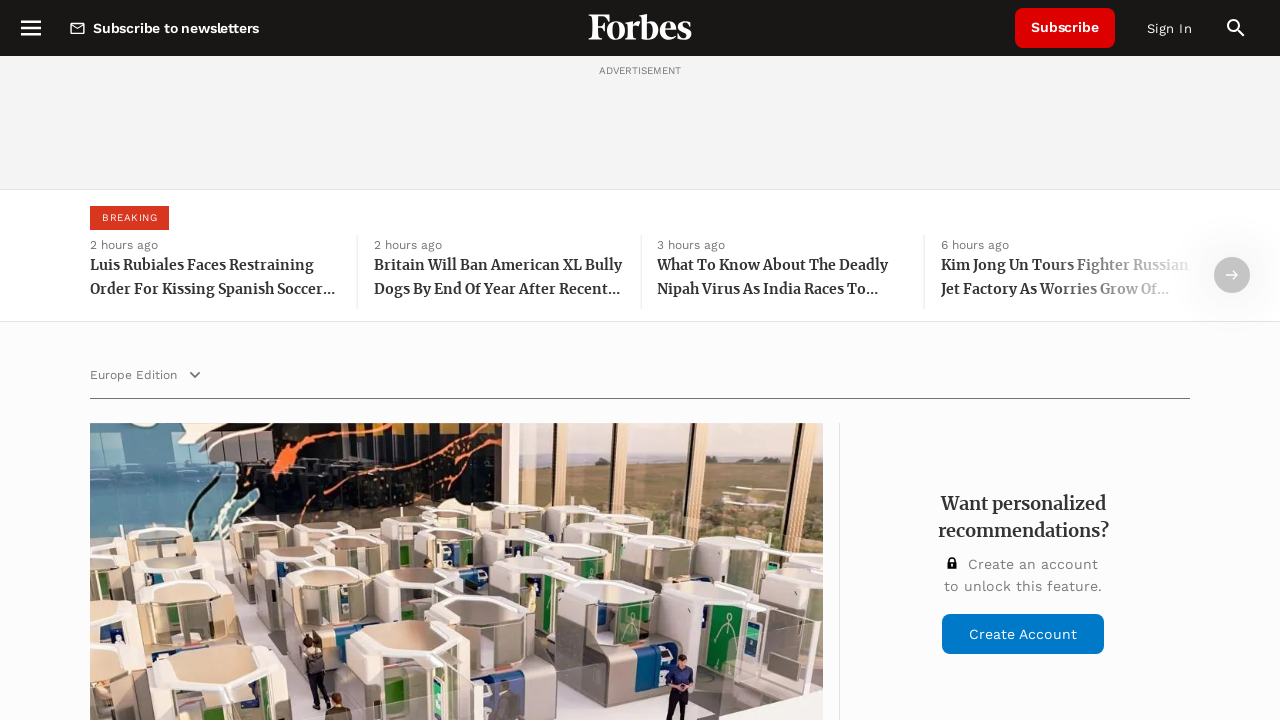 Subscribe to newsletters
Forbes
Subscribe
Sign In
ADVERTISEMENT
BREAKING
2 hours ago
Luis Rubiales Faces Restraining
Order For Kissing Spanish Soccer...
2 hours ago
Britain Will Ban American XL Bully
Dogs By End Of Year After Recent...
3 hours ago
What To Know About The Deadly
Nipah Virus As India Races To...
6 hours ago
Kim Jong Un Tours Fighter Russian
Jet Factory As Worries Grow Of...
Europe Edition
Want personalized
recommendations?
Create an account
to unlock this feature.
Create Account